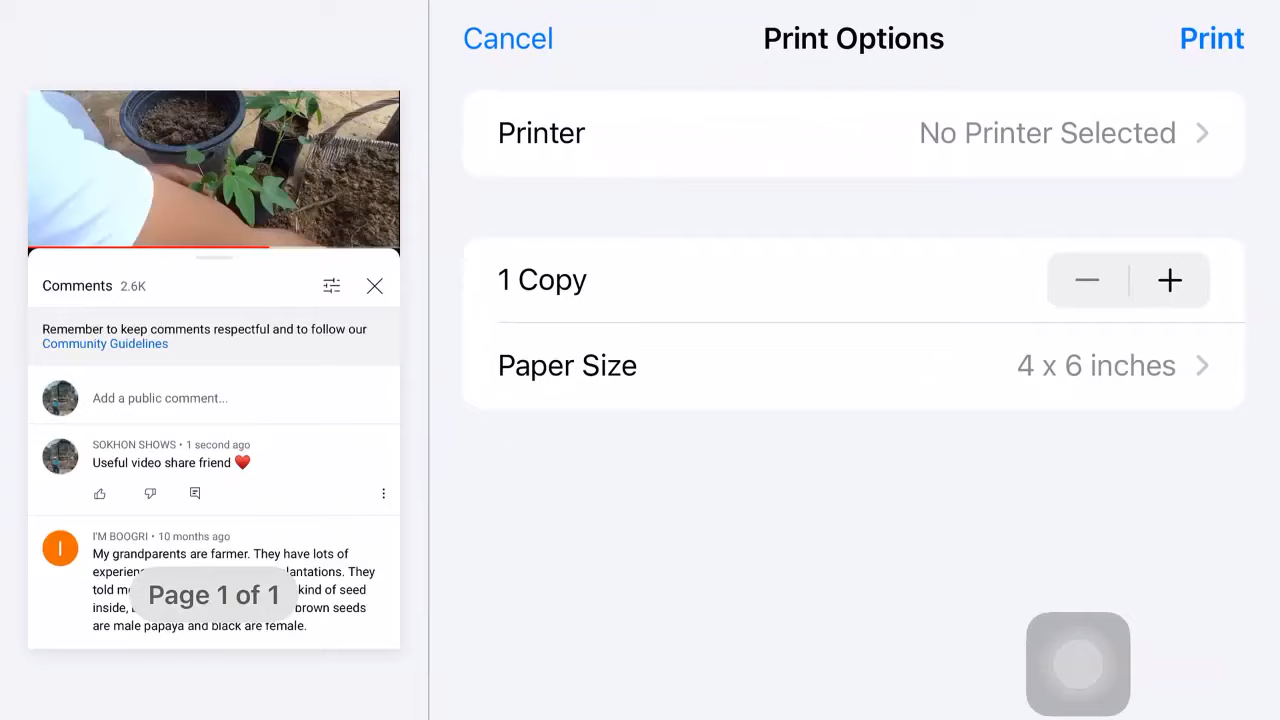 Cancel
Print Options
Print
Printer
No Printer Selected
1 Copy
Paper Size
4 x 6 inches
Comments 2.6K
Remember to keep comments respectful and to follow our
Community Guidelines
Add a public comment...
SOKHON SHOWS • 1 second ago
Useful video share friend
I
I'M BOOGRI • 10 months ago
My grandparents are farmer. They have lots of
lantations. They
told
kind of seed
inside,
brown seeds
are male papaya and black are female.
Page 1 of 1